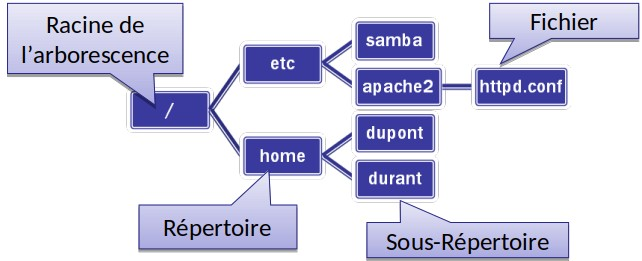 Racine de
l’arborescence
Fichier
samba
etc
apache2
httpd.conf
/
dupont
home
durant
Répertoire
Sous-Répertoire